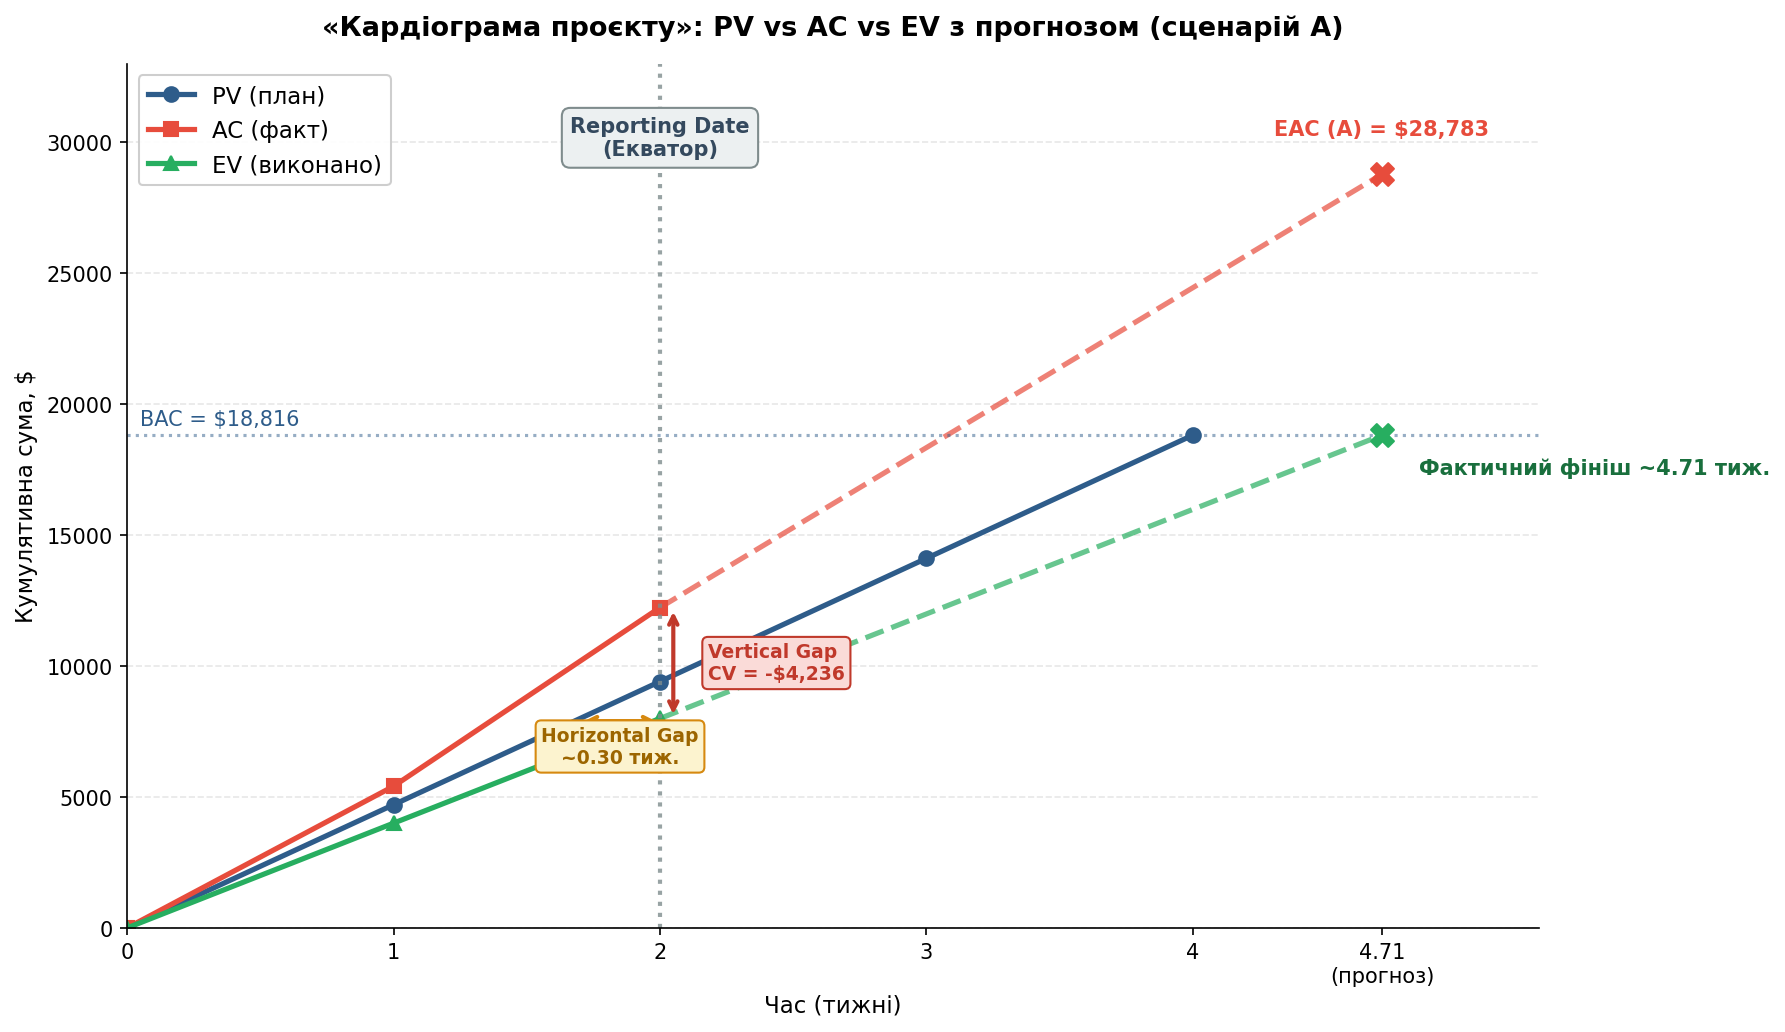 «Кардіограма проєкту»: PV vs AC vs EV з прогнозом (сценарій А)
PV (план)
AC (факт)
EV (виконано)
Reporting Date
(Екватор)
EAC (A) = $28,783
BAC = $18,816
Фактичний фініш ~4.71 тиж.
Vertical Gap
CV = -$4,236
Horizontal Gap
~0.30 тиж.
Кумулятивна сума, $
30000
25000
20000
15000
10000
5000
0
0
1
2
3
4
4.71
(прогноз)
Час (тижні)